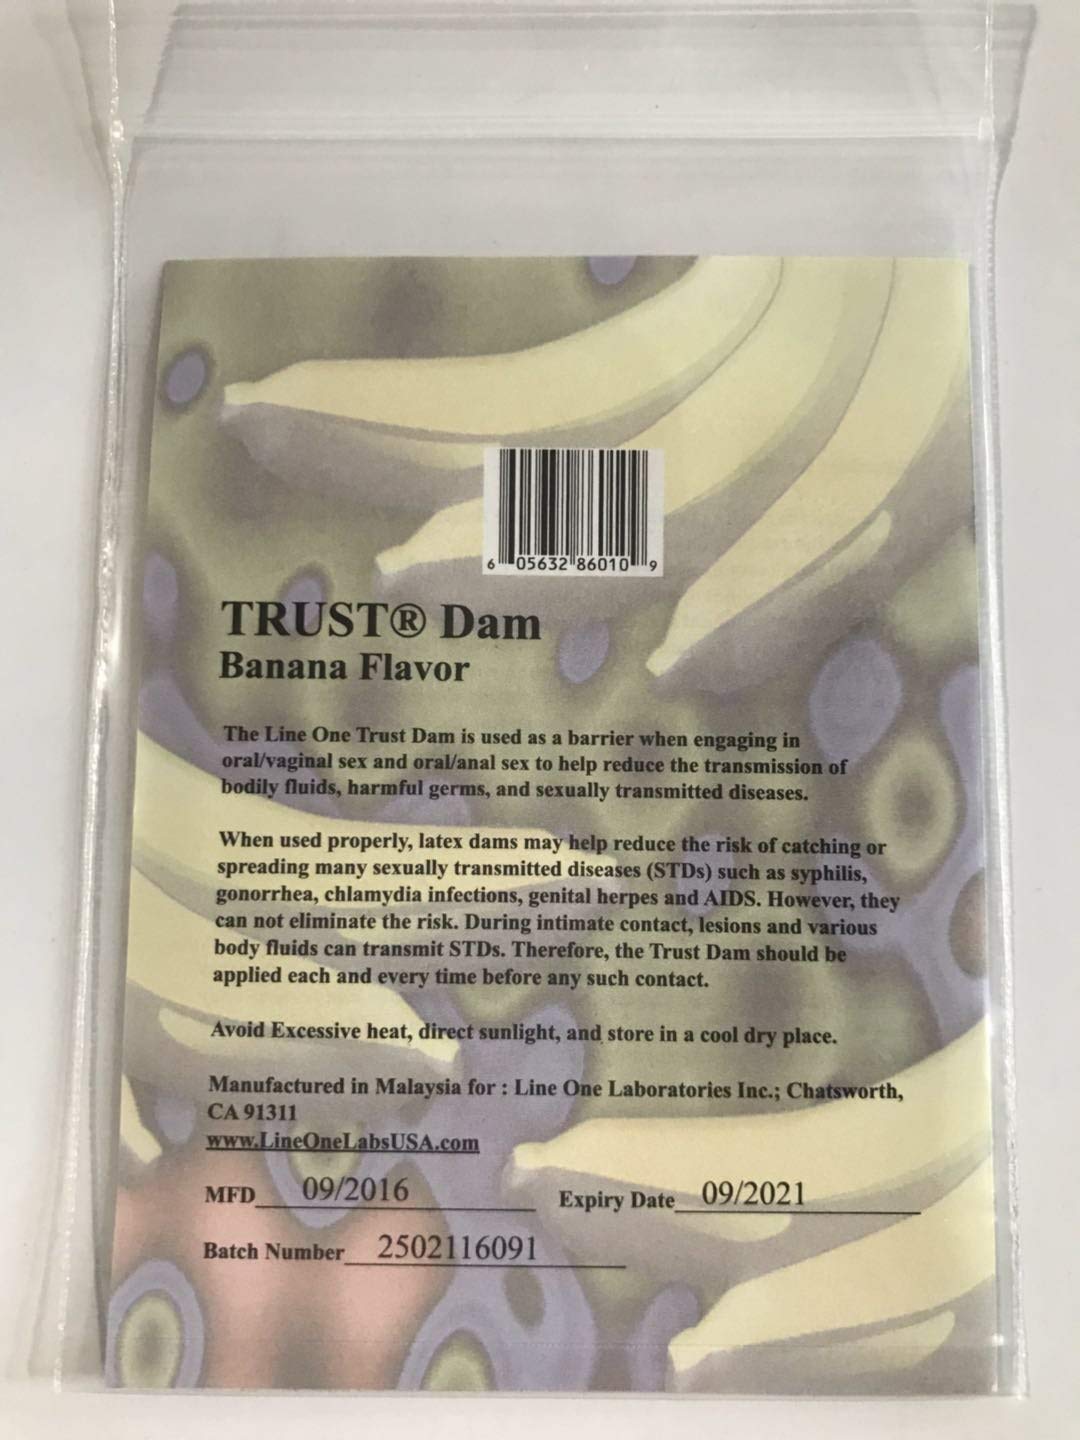 6 05632 86010 9
TRUST® Dam
Banana Flavor
The Line One Trust Dam is used as a barrier when engaging in
oral/vaginal sex and oral/anal sex to help reduce the transmission of
bodily fluids, harmful germs, and sexually transmitted diseases.
When used properly, latex dams may help reduce the risk of catching or
spreading many sexually transmitted diseases (STDs) such as syphilis,
gonorrhea, chlamydia infections, genital herpes and AIDS. However, they
can not eliminate the risk. During intimate contact, lesions and various
body fluids can transmit STDs. Therefore, the Trust Dam should be
applied each and every time before any such contact.
Avoid Excessive heat, direct sunlight, and store in a cool dry place.
Manufactured in Malaysia for : Line One Laboratories Inc.; Chatsworth,
CA 91311
www.LineOneLabsUSA.com
MFD 09/2016 Expiry Date 09/2021
Batch Number 2502116091